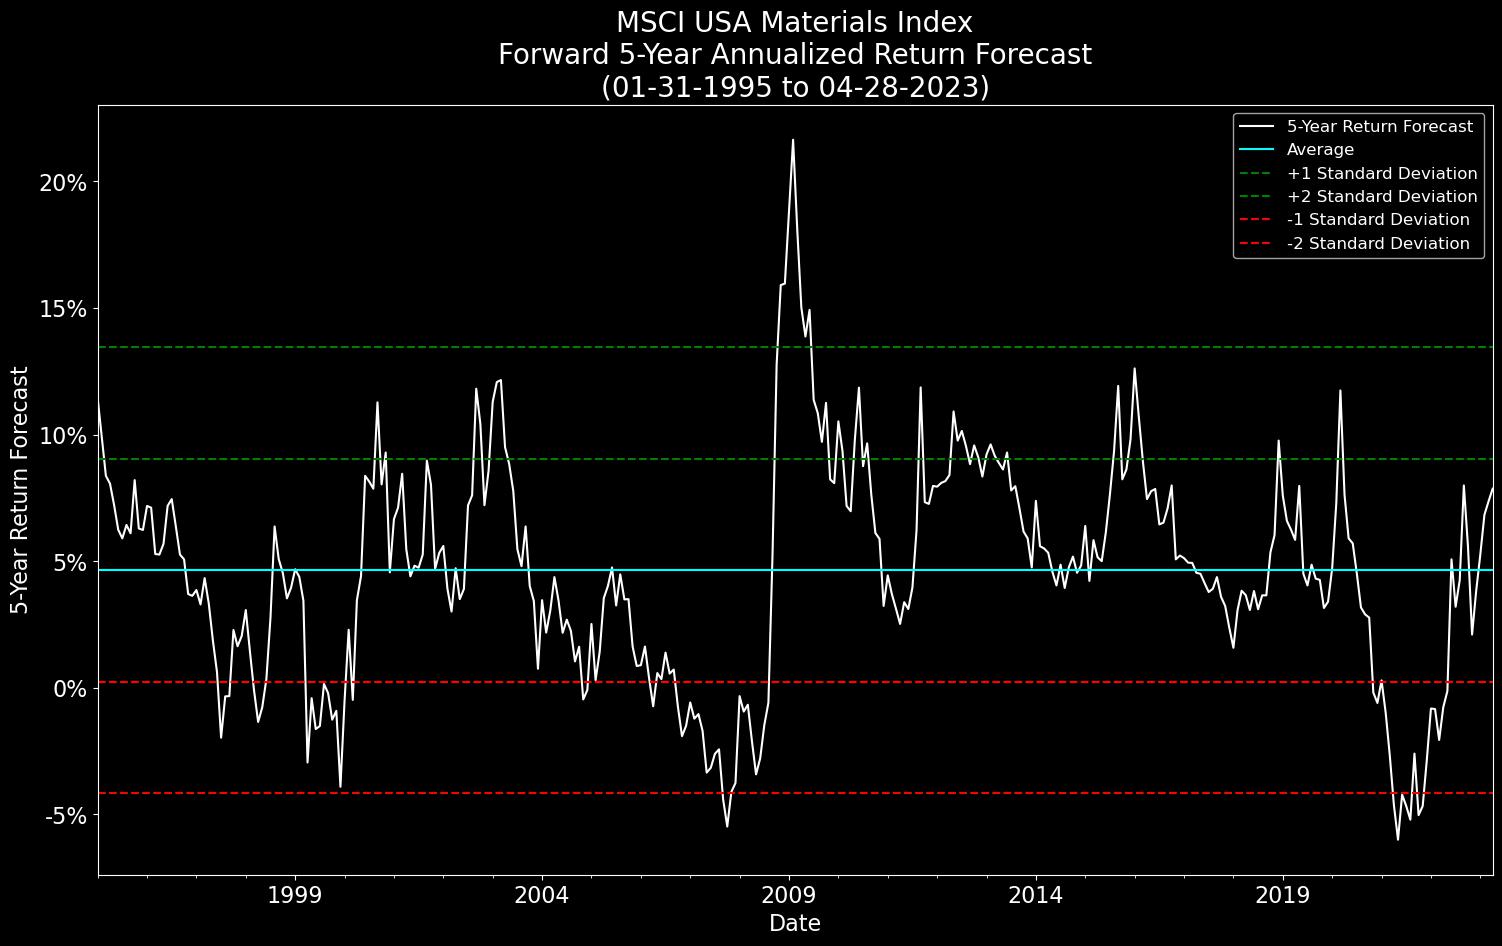 MSCI USA Materials Index
Forward 5-Year Annualized Return Forecast
(01-31-1995 to 04-28-2023)
5-Year Return Forecast
Average
+1 Standard Deviation
+2 Standard Deviation
-1 Standard Deviation
-2 Standard Deviation
5-Year Return Forecast
20%
15%
10%
5%
0%
-5%
1999
2004
2009
2014
2019
Date